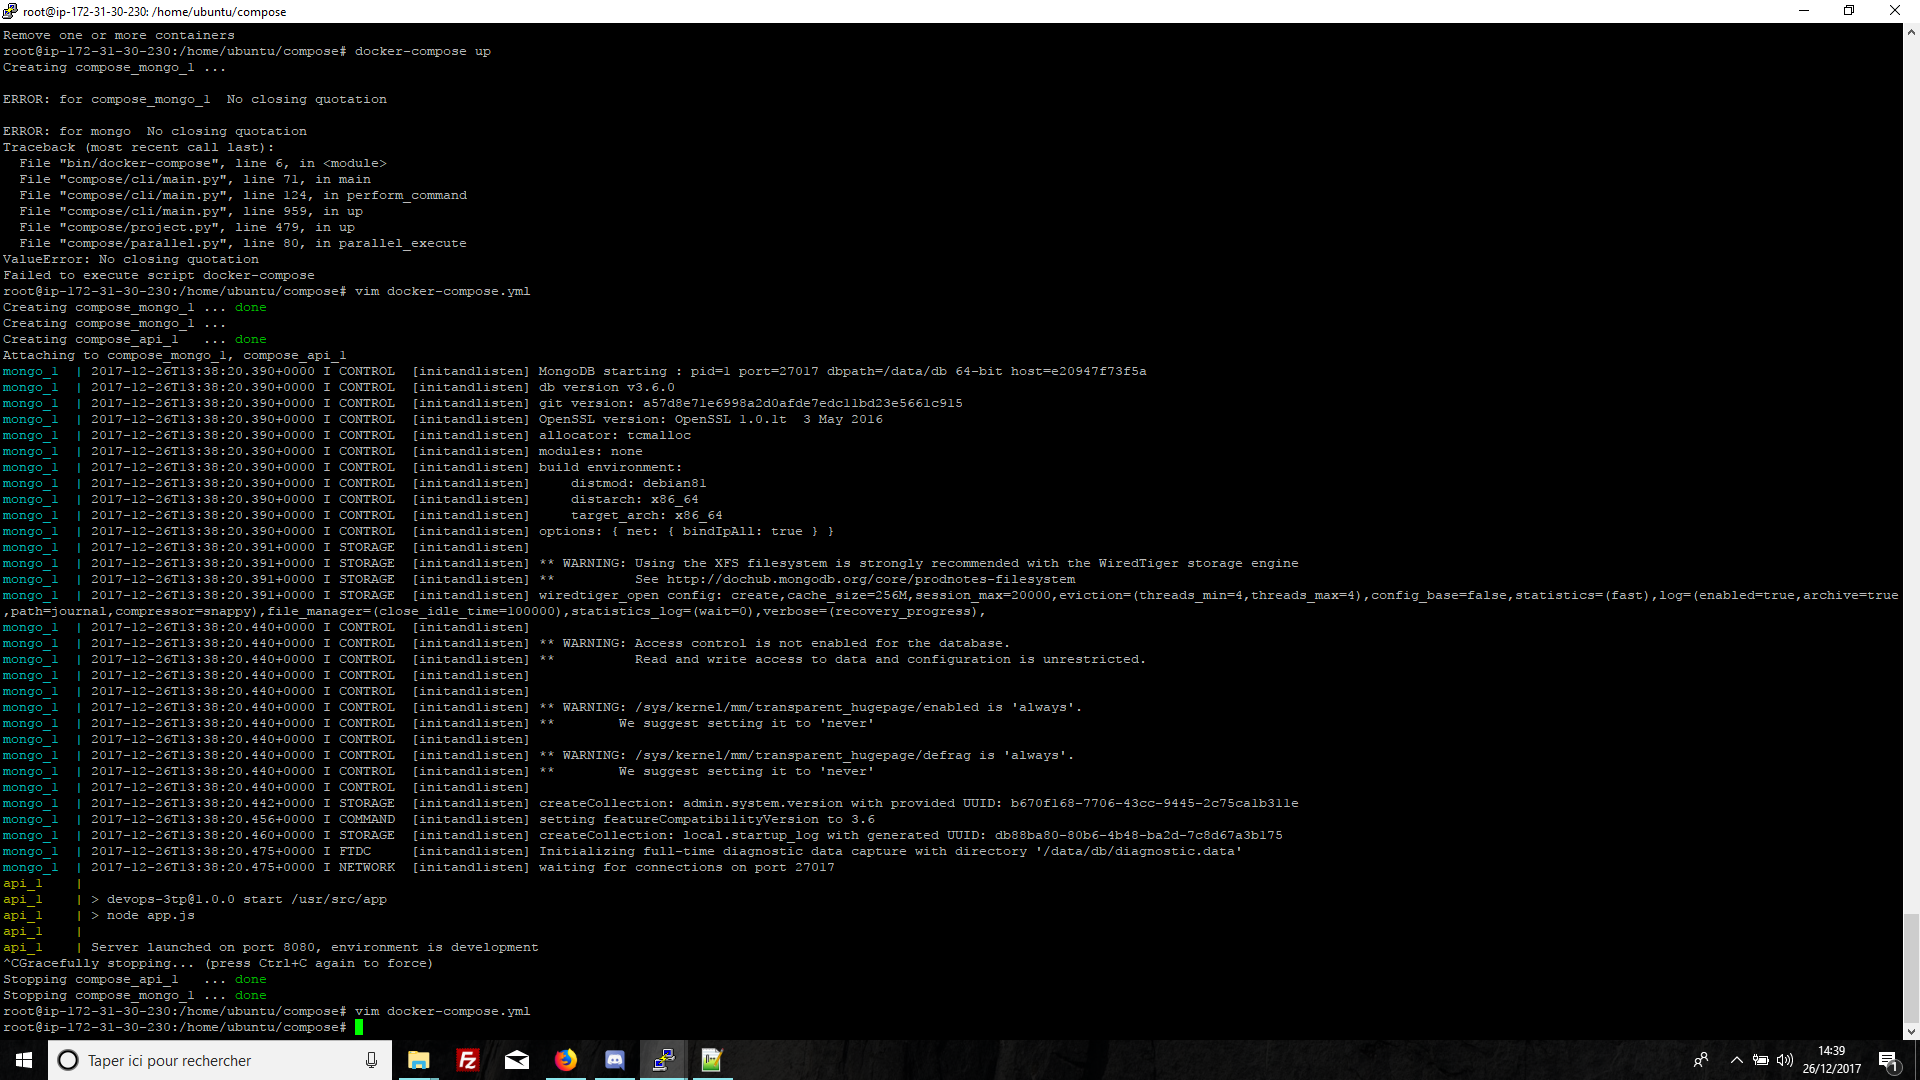 root@ip-172-31-30-230: /home/ubuntu/compose
Remove one or more containers
root@ip-172-31-30-230:/home/ubuntu/compose# docker-compose up
Creating compose_mongo_1 ...
ERROR: for compose_mongo_1  No closing quotation
ERROR: for mongo  No closing quotation
Traceback (most recent call last):
  File "bin/docker-compose", line 6, in <module>
  File "compose/cli/main.py", line 71, in main
  File "compose/cli/main.py", line 124, in perform_command
  File "compose/cli/main.py", line 959, in up
  File "compose/project.py", line 479, in up
  File "compose/parallel.py", line 80, in parallel_execute
ValueError: No closing quotation
Failed to execute script docker-compose
root@ip-172-31-30-230:/home/ubuntu/compose# vim docker-compose.yml
Creating compose_mongo_1 ... done
Creating compose_mongo_1 ...
Creating compose_api_1   ... done
Attaching to compose_mongo_1, compose_api_1
mongo_1  | 2017-12-26T13:38:20.390+0000 I CONTROL  [initandlisten] MongoDB starting : pid=1 port=27017 dbpath=/data/db 64-bit host=e20947f73f5a
mongo_1  | 2017-12-26T13:38:20.390+0000 I CONTROL  [initandlisten] db version v3.6.0
mongo_1  | 2017-12-26T13:38:20.390+0000 I CONTROL  [initandlisten] git version: a57d8e71e6998a2d0afde7edc11bd23e5661c915
mongo_1  | 2017-12-26T13:38:20.390+0000 I CONTROL  [initandlisten] OpenSSL version: OpenSSL 1.0.1t  3 May 2016
mongo_1  | 2017-12-26T13:38:20.390+0000 I CONTROL  [initandlisten] allocator: tcmalloc
mongo_1  | 2017-12-26T13:38:20.390+0000 I CONTROL  [initandlisten] modules: none
mongo_1  | 2017-12-26T13:38:20.390+0000 I CONTROL  [initandlisten] build environment:
mongo_1  | 2017-12-26T13:38:20.390+0000 I CONTROL  [initandlisten]     distmod: debian81
mongo_1  | 2017-12-26T13:38:20.390+0000 I CONTROL  [initandlisten]     distarch: x86_64
mongo_1  | 2017-12-26T13:38:20.390+0000 I CONTROL  [initandlisten]     target_arch: x86_64
mongo_1  | 2017-12-26T13:38:20.390+0000 I CONTROL  [initandlisten] options: { net: { bindIpAll: true } }
mongo_1  | 2017-12-26T13:38:20.391+0000 I STORAGE  [initandlisten]
mongo_1  | 2017-12-26T13:38:20.391+0000 I STORAGE  [initandlisten] ** WARNING: Using the XFS filesystem is strongly recommended with the WiredTiger storage engine
mongo_1  | 2017-12-26T13:38:20.391+0000 I STORAGE  [initandlisten] **          See http://dochub.mongodb.org/core/prodnotes-filesystem
mongo_1  | 2017-12-26T13:38:20.391+0000 I STORAGE  [initandlisten] wiredtiger_open config: create,cache_size=256M,session_max=20000,eviction=(threads_min=4,threads_max=4),config_base=false,statistics=(fast),log=(enabled=true,archive=true
,path=journal,compressor=snappy),file_manager=(close_idle_time=100000),statistics_log=(wait=0),verbose=(recovery_progress),
mongo_1  | 2017-12-26T13:38:20.440+0000 I CONTROL  [initandlisten]
mongo_1  | 2017-12-26T13:38:20.440+0000 I CONTROL  [initandlisten] ** WARNING: Access control is not enabled for the database.
mongo_1  | 2017-12-26T13:38:20.440+0000 I CONTROL  [initandlisten] **          Read and write access to data and configuration is unrestricted.
mongo_1  | 2017-12-26T13:38:20.440+0000 I CONTROL  [initandlisten]
mongo_1  | 2017-12-26T13:38:20.440+0000 I CONTROL  [initandlisten]
mongo_1  | 2017-12-26T13:38:20.440+0000 I CONTROL  [initandlisten] ** WARNING: /sys/kernel/mm/transparent_hugepage/enabled is 'always'.
mongo_1  | 2017-12-26T13:38:20.440+0000 I CONTROL  [initandlisten] **        We suggest setting it to 'never'
mongo_1  | 2017-12-26T13:38:20.440+0000 I CONTROL  [initandlisten]
mongo_1  | 2017-12-26T13:38:20.440+0000 I CONTROL  [initandlisten] ** WARNING: /sys/kernel/mm/transparent_hugepage/defrag is 'always'.
mongo_1  | 2017-12-26T13:38:20.440+0000 I CONTROL  [initandlisten] **        We suggest setting it to 'never'
mongo_1  | 2017-12-26T13:38:20.440+0000 I CONTROL  [initandlisten]
mongo_1  | 2017-12-26T13:38:20.442+0000 I STORAGE  [initandlisten] createCollection: admin.system.version with provided UUID: b670f168-7706-43cc-9445-2c75ca1b311e
mongo_1  | 2017-12-26T13:38:20.456+0000 I COMMAND  [initandlisten] setting featureCompatibilityVersion to 3.6
mongo_1  | 2017-12-26T13:38:20.460+0000 I STORAGE  [initandlisten] createCollection: local.startup_log with generated UUID: db88ba80-80b6-4b48-ba2d-7c8d67a3b175
mongo_1  | 2017-12-26T13:38:20.475+0000 I FTDC     [initandlisten] Initializing full-time diagnostic data capture with directory '/data/db/diagnostic.data'
mongo_1  | 2017-12-26T13:38:20.475+0000 I NETWORK  [initandlisten] waiting for connections on port 27017
api_1    |
api_1    | > devops-3tp@1.0.0 start /usr/src/app
api_1    | > node app.js
api_1    |
api_1    | Server launched on port 8080, environment is development
^CGracefully stopping... (press Ctrl+C again to force)
Stopping compose_api_1   ... done
Stopping compose_mongo_1 ... done
root@ip-172-31-30-230:/home/ubuntu/compose# vim docker-compose.yml
root@ip-172-31-30-230:/home/ubuntu/compose#
Taper ici pour rechercher
14:39
26/12/2017
1